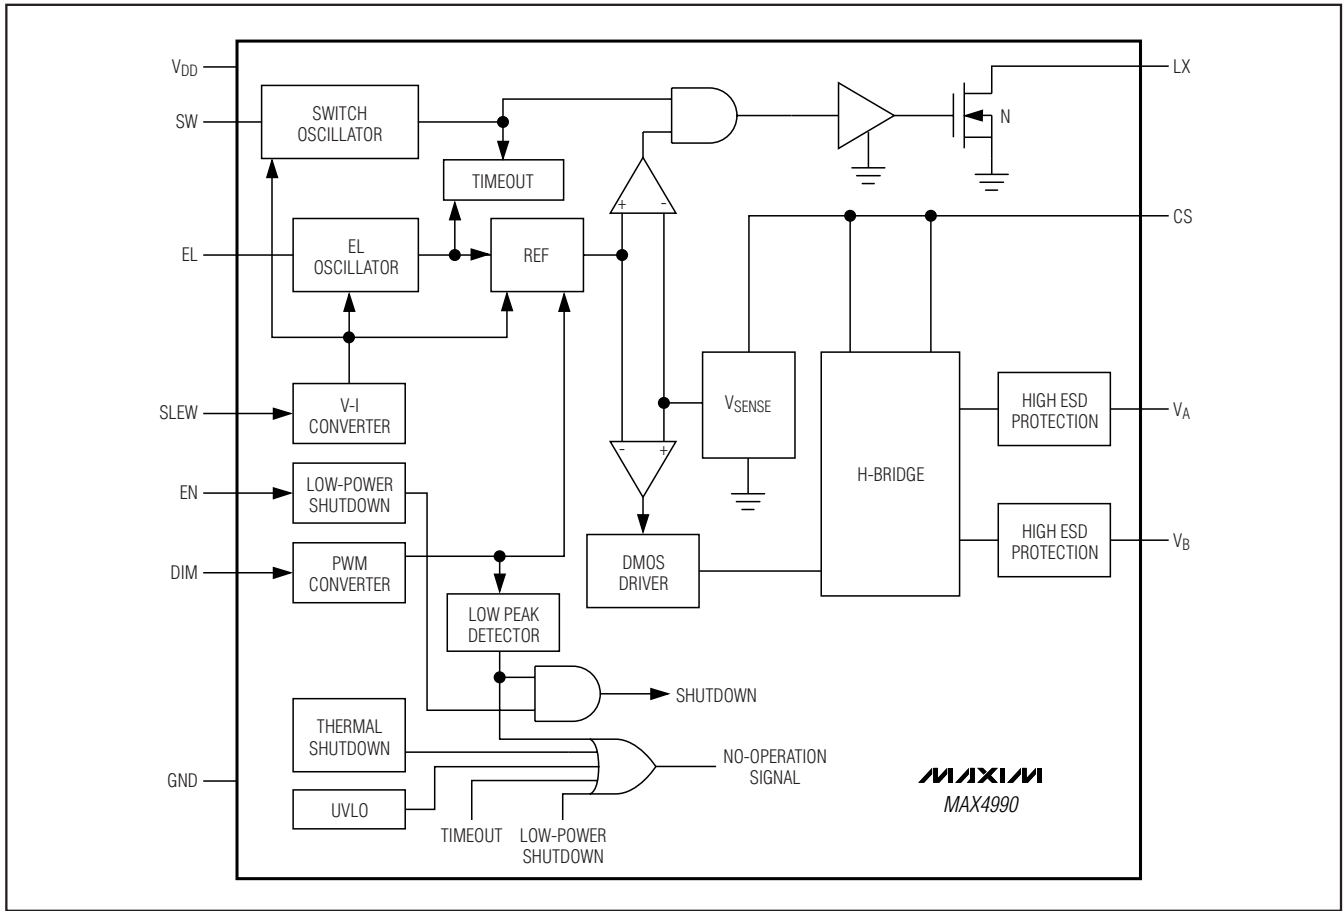 VDD
LX
SW
SWITCH
OSCILLATOR
N
TIMEOUT
+
-
CS
EL
EL
OSCILLATOR
REF
SLEW
V-I
CONVERTER
VSENSE
HIGH ESD
PROTECTION
VA
-
+
EN
LOW-POWER
SHUTDOWN
H-BRIDGE
DIM
PWM
CONVERTER
DMOS
DRIVER
HIGH ESD
PROTECTION
VB
LOW PEAK
DETECTOR
SHUTDOWN
THERMAL
SHUTDOWN
NO-OPERATION
SIGNAL
GND
UVLO
TIMEOUT
LOW-POWER
SHUTDOWN
MAXIM
MAX4990